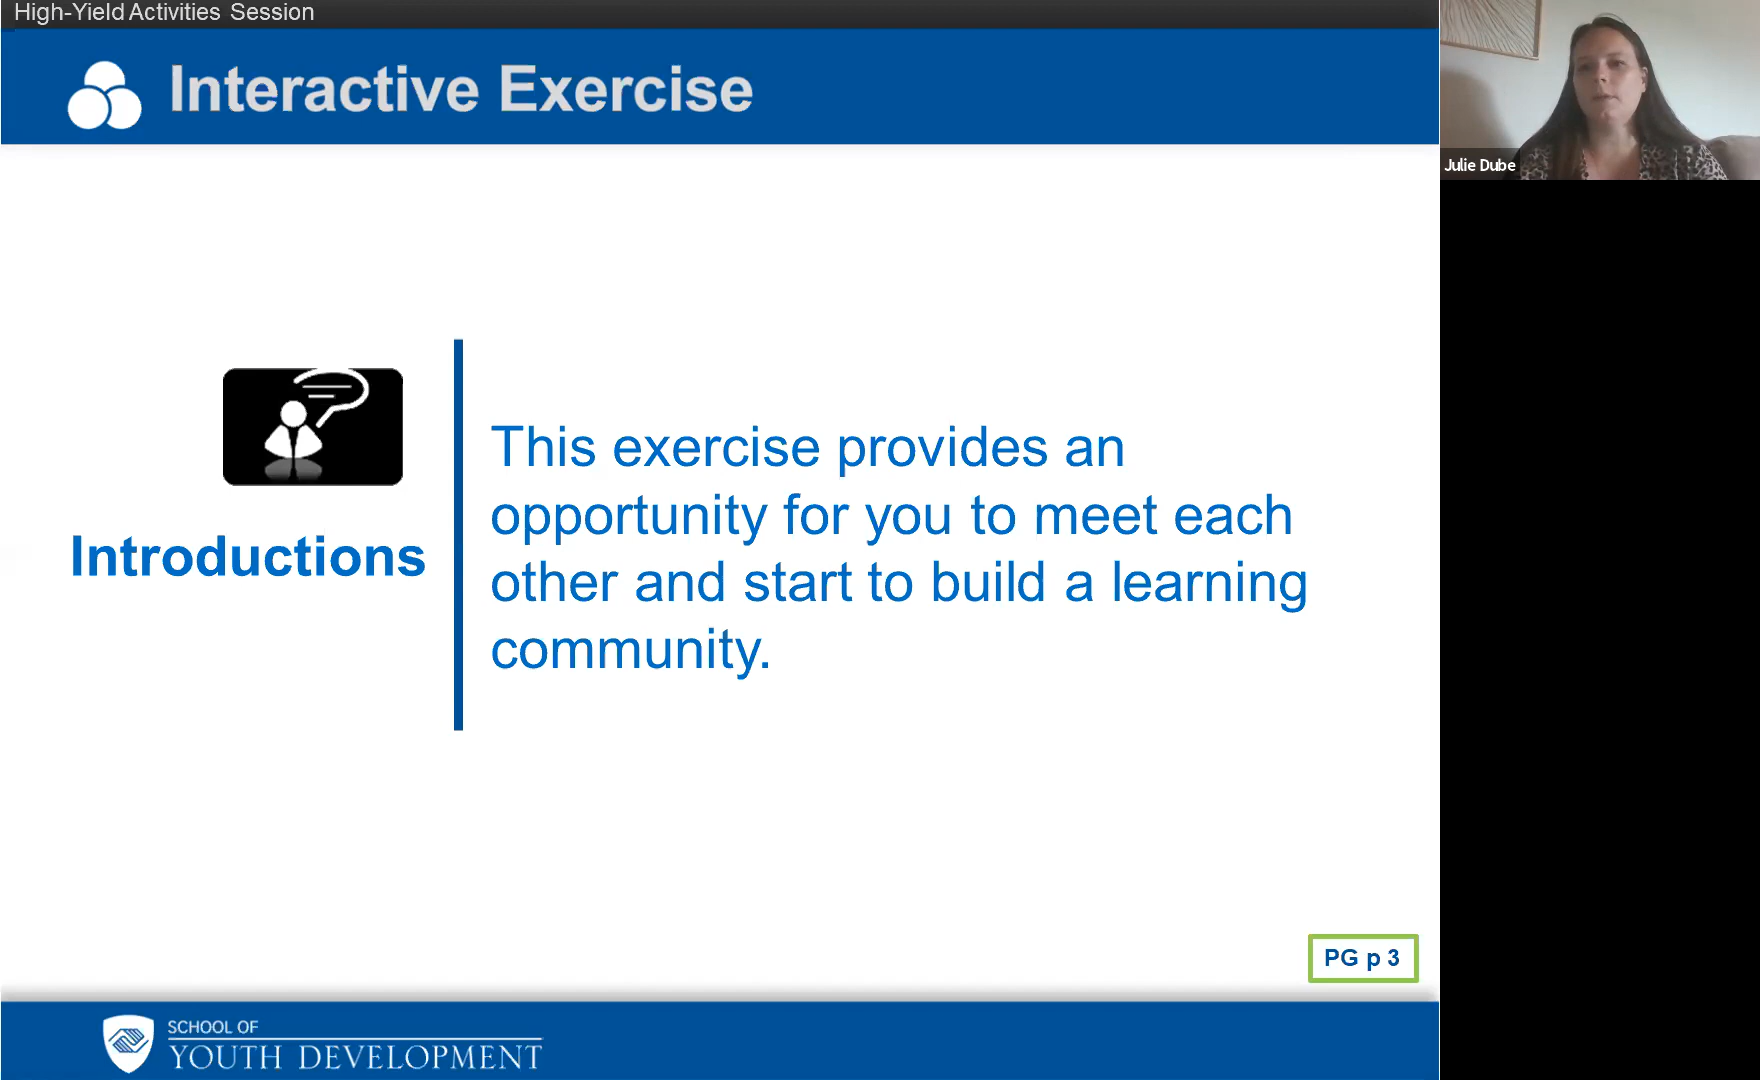 High-Yield Activities Session
Interactive Exercise
Julie Dube
Introductions
This exercise provides an
opportunity for you to meet each
other and start to build a learning
community.
PG p 3
SCHOOL OF
YOUTH DEVELOPMENT